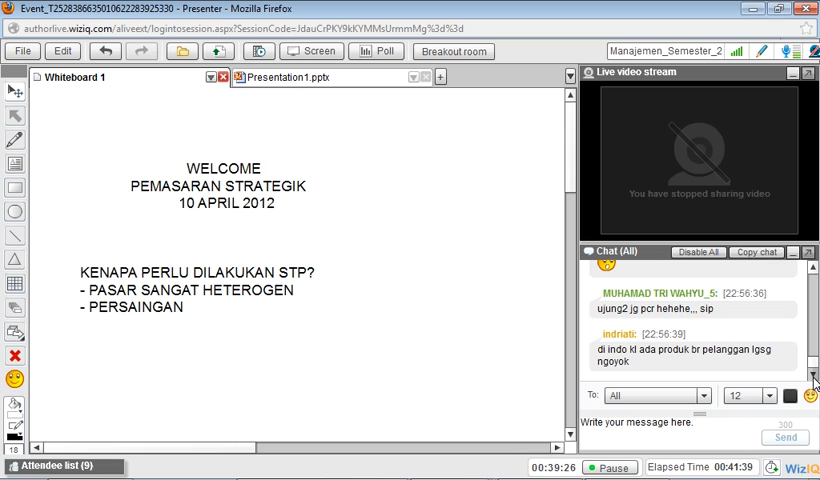 Event_T252838663501062228392​5330 - Presenter - Mozilla Firefox
authorlive.wiziq.com/aliveext/logintosession.aspx?SessionCode=JdauCrPKY9kKYMMsUrmmMg%3d%3d
File Edit Screen Poll Breakout room Manajemen_Semester_2
Whiteboard 1 Presentation1.pptx
Live video stream
You have stopped sharing video
WELCOME
PEMASARAN STRATEGIK
10 APRIL 2012
KENAPA PERLU DILAKUKAN STP?
- PASAR SANGAT HETEROGEN
- PERSAINGAN
Chat (All) Disable All Copy chat
MUHAMAD TRI WAHYU_5: [22:56:36]
ujung2 jg pcr hehehe,,, sip
indriati: [22:56:39]
di indo kl ada produk br pelanggan lgsg
ngoyok
To: All 12
Write your message here.
300
Send
18
Attendee list (9)
00:39:26 Pause Elapsed Time 00:41:39 WizIQ